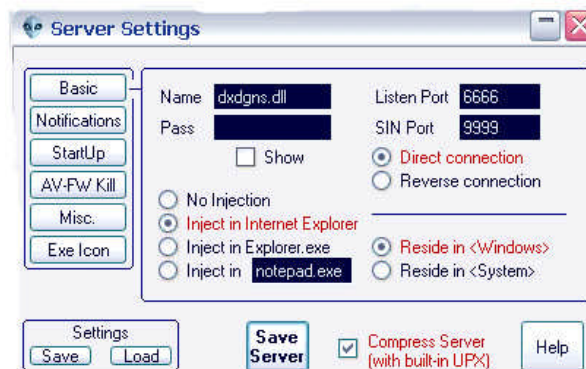 Server Settings
Basic
Notifications
StartUp
AV-FW Kill
Misc.
Exe Icon
Name dxdgns.dll
Pass
Show
Listen Port 6666
SIN Port 9999
Direct connection
Reverse connection
No Injection
Inject in Internet Explorer
Inject in Explorer.exe
Inject in notepad.exe
Reside in <Windows>
Reside in <System>
Settings
Save Load
Save
Server
Compress Server
(with built-in UPX)
Help